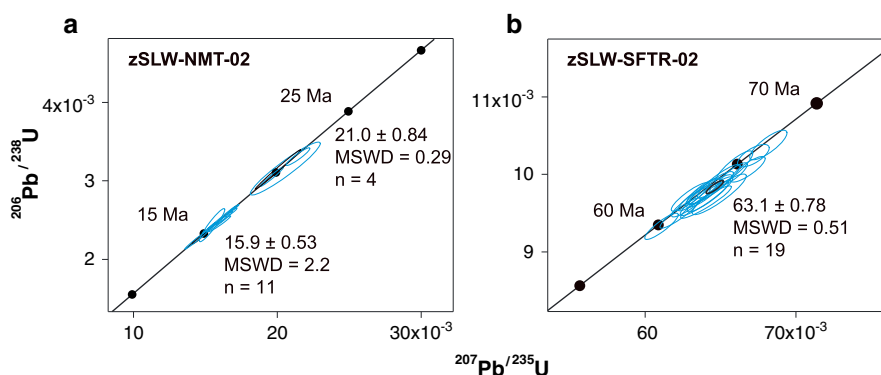 a
zSLW-NMT-02
25 Ma
4x10⁻³
21.0 ± 0.84
MSWD = 0.29
n = 4
3
15 Ma
15.9 ± 0.53
MSWD = 2.2
n = 11
2
10
20
30x10⁻³
²⁰⁶Pb/²³⁸U
b
zSLW-SFTR-02
70 Ma
11x10⁻³
10
60 Ma
63.1 ± 0.78
MSWD = 0.51
n = 19
9
60
70x10⁻³
²⁰⁷Pb/²³⁵U